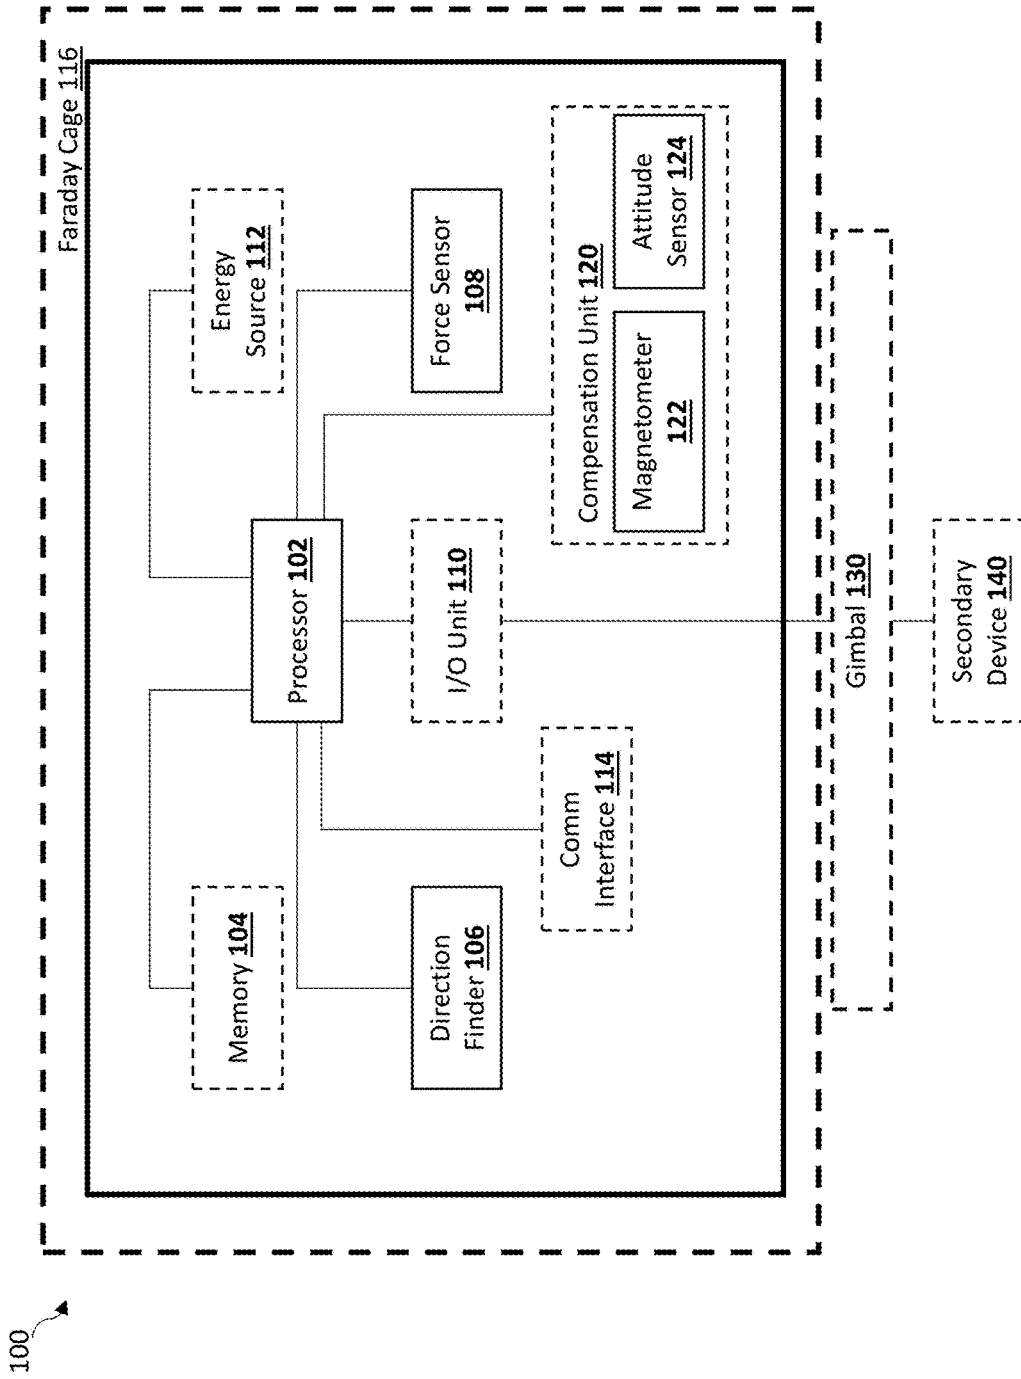 100
Faraday Cage 116
Memory 104
Energy
Source 112
Processor 102
Direction
Finder 106
I/O Unit 110
Force Sensor
108
Comm
Interface 114
Compensation Unit 120
Magnetometer
122
Attitude
Sensor 124
Gimbal 130
Secondary
Device 140